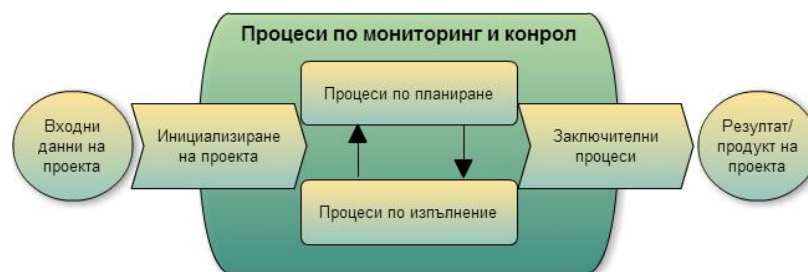 Процеси по мониторинг и конрол
Процеси по планиране
Входни
данни на
проекта
Инициализиране
на проекта
Заключителни
процеси
Резултат/
продукт на
проекта
Процеси по изпълнение